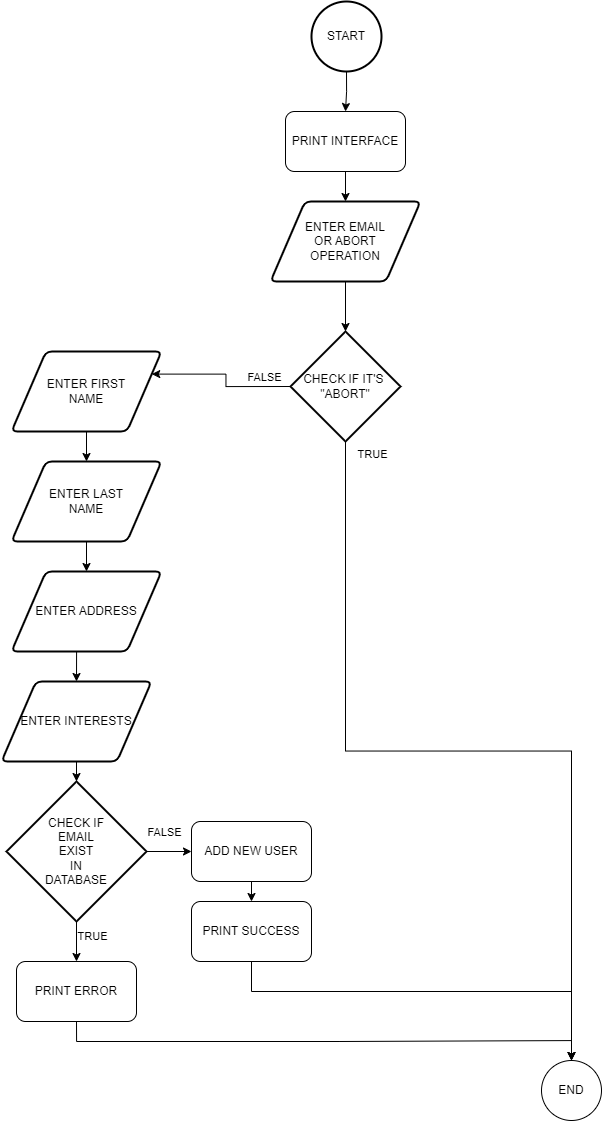 START
PRINT INTERFACE
ENTER EMAIL
OR ABORT
OPERATION
CHECK IF IT'S
"ABORT"
FALSE
TRUE
ENTER FIRST
NAME
ENTER LAST
NAME
ENTER ADDRESS
ENTER INTERESTS
CHECK IF
EMAIL
EXIST
IN
DATABASE
FALSE
ADD NEW USER
PRINT SUCCESS
TRUE
PRINT ERROR
END